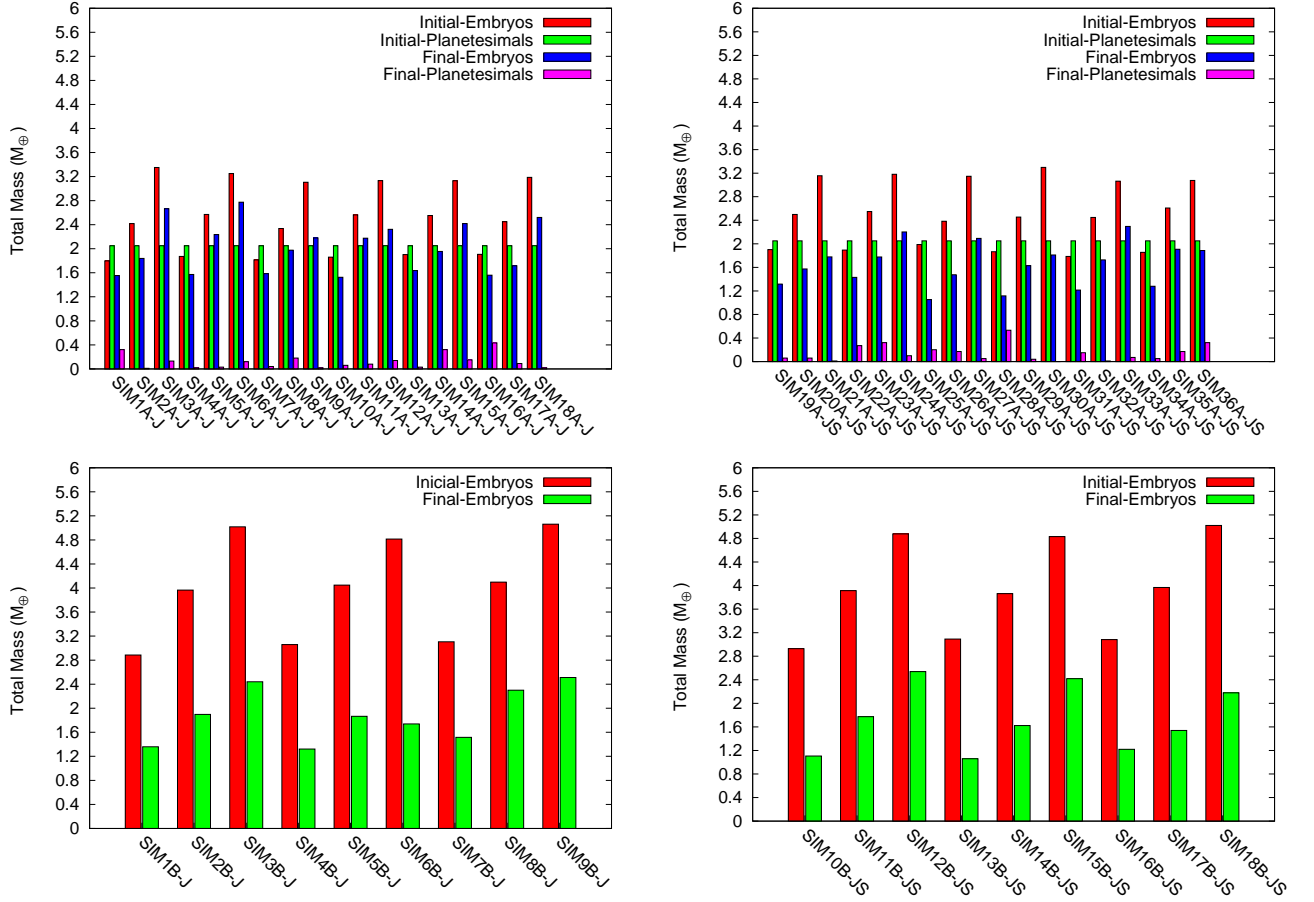 Total Mass (M⊕)
6
5.6
5.2
4.8
4.4
4
3.6
3.2
2.8
2.4
2
1.6
1.2
0.8
0.4
0
Initial-Embryos
Initial-Planetesimals
Final-Embryos
Final-Planetesimals
SIM1A-J
SIM2A-J
SIM3A-J
SIM4A-J
SIM5A-J
SIM6A-J
SIM7A-J
SIM8A-J
SIM9A-J
SIM10A-J
SIM11A-J
SIM12A-J
SIM13A-J
SIM14A-J
SIM15A-J
SIM16A-J
SIM17A-J
SIM18A-J
Total Mass (M⊕)
6
5.6
5.2
4.8
4.4
4
3.6
3.2
2.8
2.4
2
1.6
1.2
0.8
0.4
0
Initial-Embryos
Initial-Planetesimals
Final-Embryos
Final-Planetesimals
SIM19A-JS
SIM20A-JS
SIM21A-JS
SIM22A-JS
SIM23A-JS
SIM24A-JS
SIM25A-JS
SIM26A-JS
SIM27A-JS
SIM28A-JS
SIM29A-JS
SIM30A-JS
SIM31A-JS
SIM32A-JS
SIM33A-JS
SIM34A-JS
SIM35A-JS
SIM36A-JS
Total Mass (M⊕)
6
5.6
5.2
4.8
4.4
4
3.6
3.2
2.8
2.4
2
1.6
1.2
0.8
0.4
0
Inicial-Embryos
Final-Embryos
SIM1B-J
SIM2B-J
SIM3B-J
SIM4B-J
SIM5B-J
SIM6B-J
SIM7B-J
SIM8B-J
SIM9B-J
Total Mass (M⊕)
6
5.6
5.2
4.8
4.4
4
3.6
3.2
2.8
2.4
2
1.6
1.2
0.8
0.4
0
Initial-Embryos
Final-Embryos
SIM10B-JS
SIM11B-JS
SIM12B-JS
SIM13B-JS
SIM14B-JS
SIM15B-JS
SIM16B-JS
SIM17B-JS
SIM18B-JS